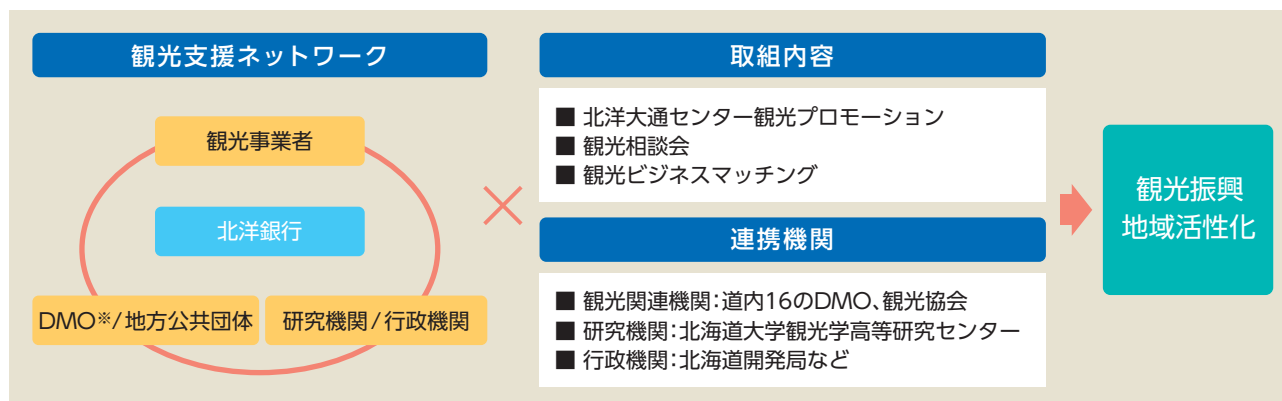 観光支援ネットワーク
観光事業者
北洋銀行
DMO※/地方公共団体
研究機関/行政機関
×
取組内容
■ 北洋大通センター観光プロモーション
■ 観光相談会
■ 観光ビジネスマッチング
連携機関
■ 観光関連機関:道内16のDMO、観光協会
■ 研究機関:北海道大学観光学高等研究センター
■ 行政機関:北海道開発局など
観光振興
地域活性化